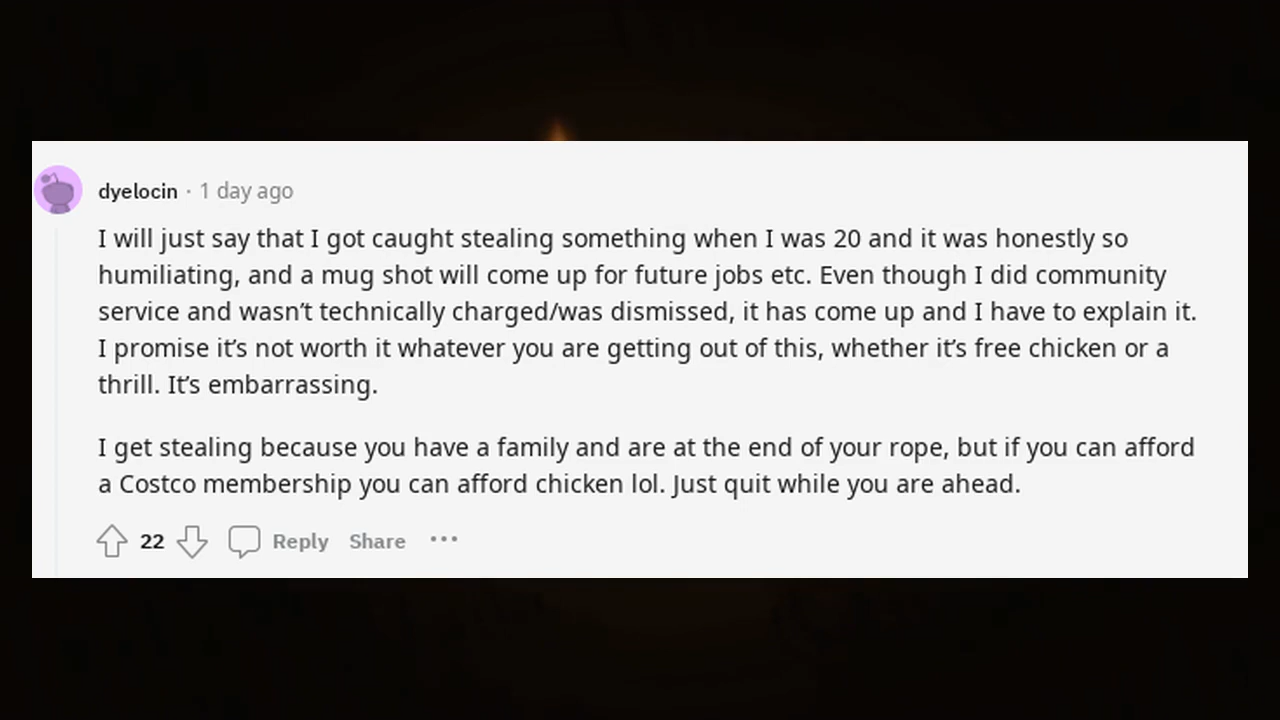 dyelocin · 1 day ago
I will just say that I got caught stealing something when I was 20 and it was honestly so
humiliating, and a mug shot will come up for future jobs etc. Even though I did community
service and wasn’t technically charged/was dismissed, it has come up and I have to explain it.
I promise it’s not worth it whatever you are getting out of this, whether it’s free chicken or a
thrill. It’s embarrassing.
I get stealing because you have a family and are at the end of your rope, but if you can afford
a Costco membership you can afford chicken lol. Just quit while you are ahead.
22 Reply Share •••